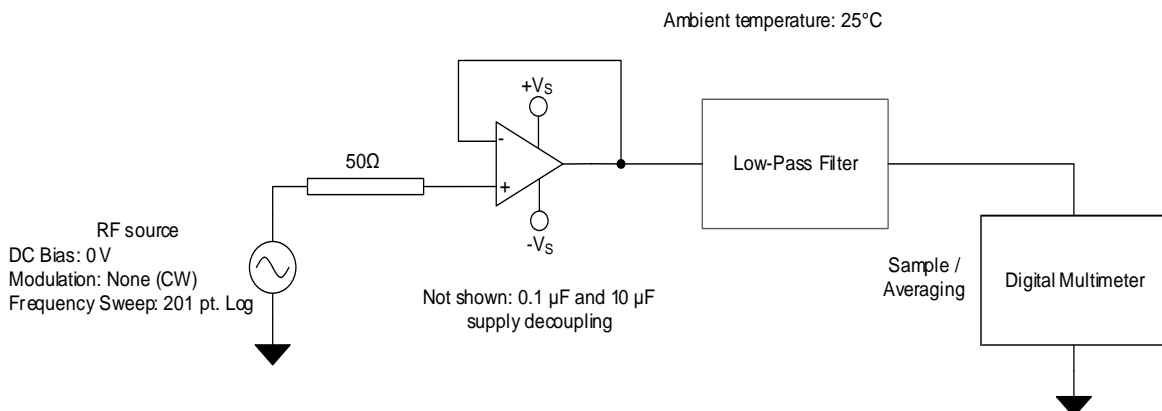 Ambient temperature: 25°C
+VS
-
50Ω
+
Low-Pass Filter
-VS
RF source
DC Bias: 0 V
Modulation: None (CW)
Frequency Sweep: 201 pt. Log
Not shown: 0.1 µF and 10 µF
supply decoupling
Sample /
Averaging
Digital Multimeter